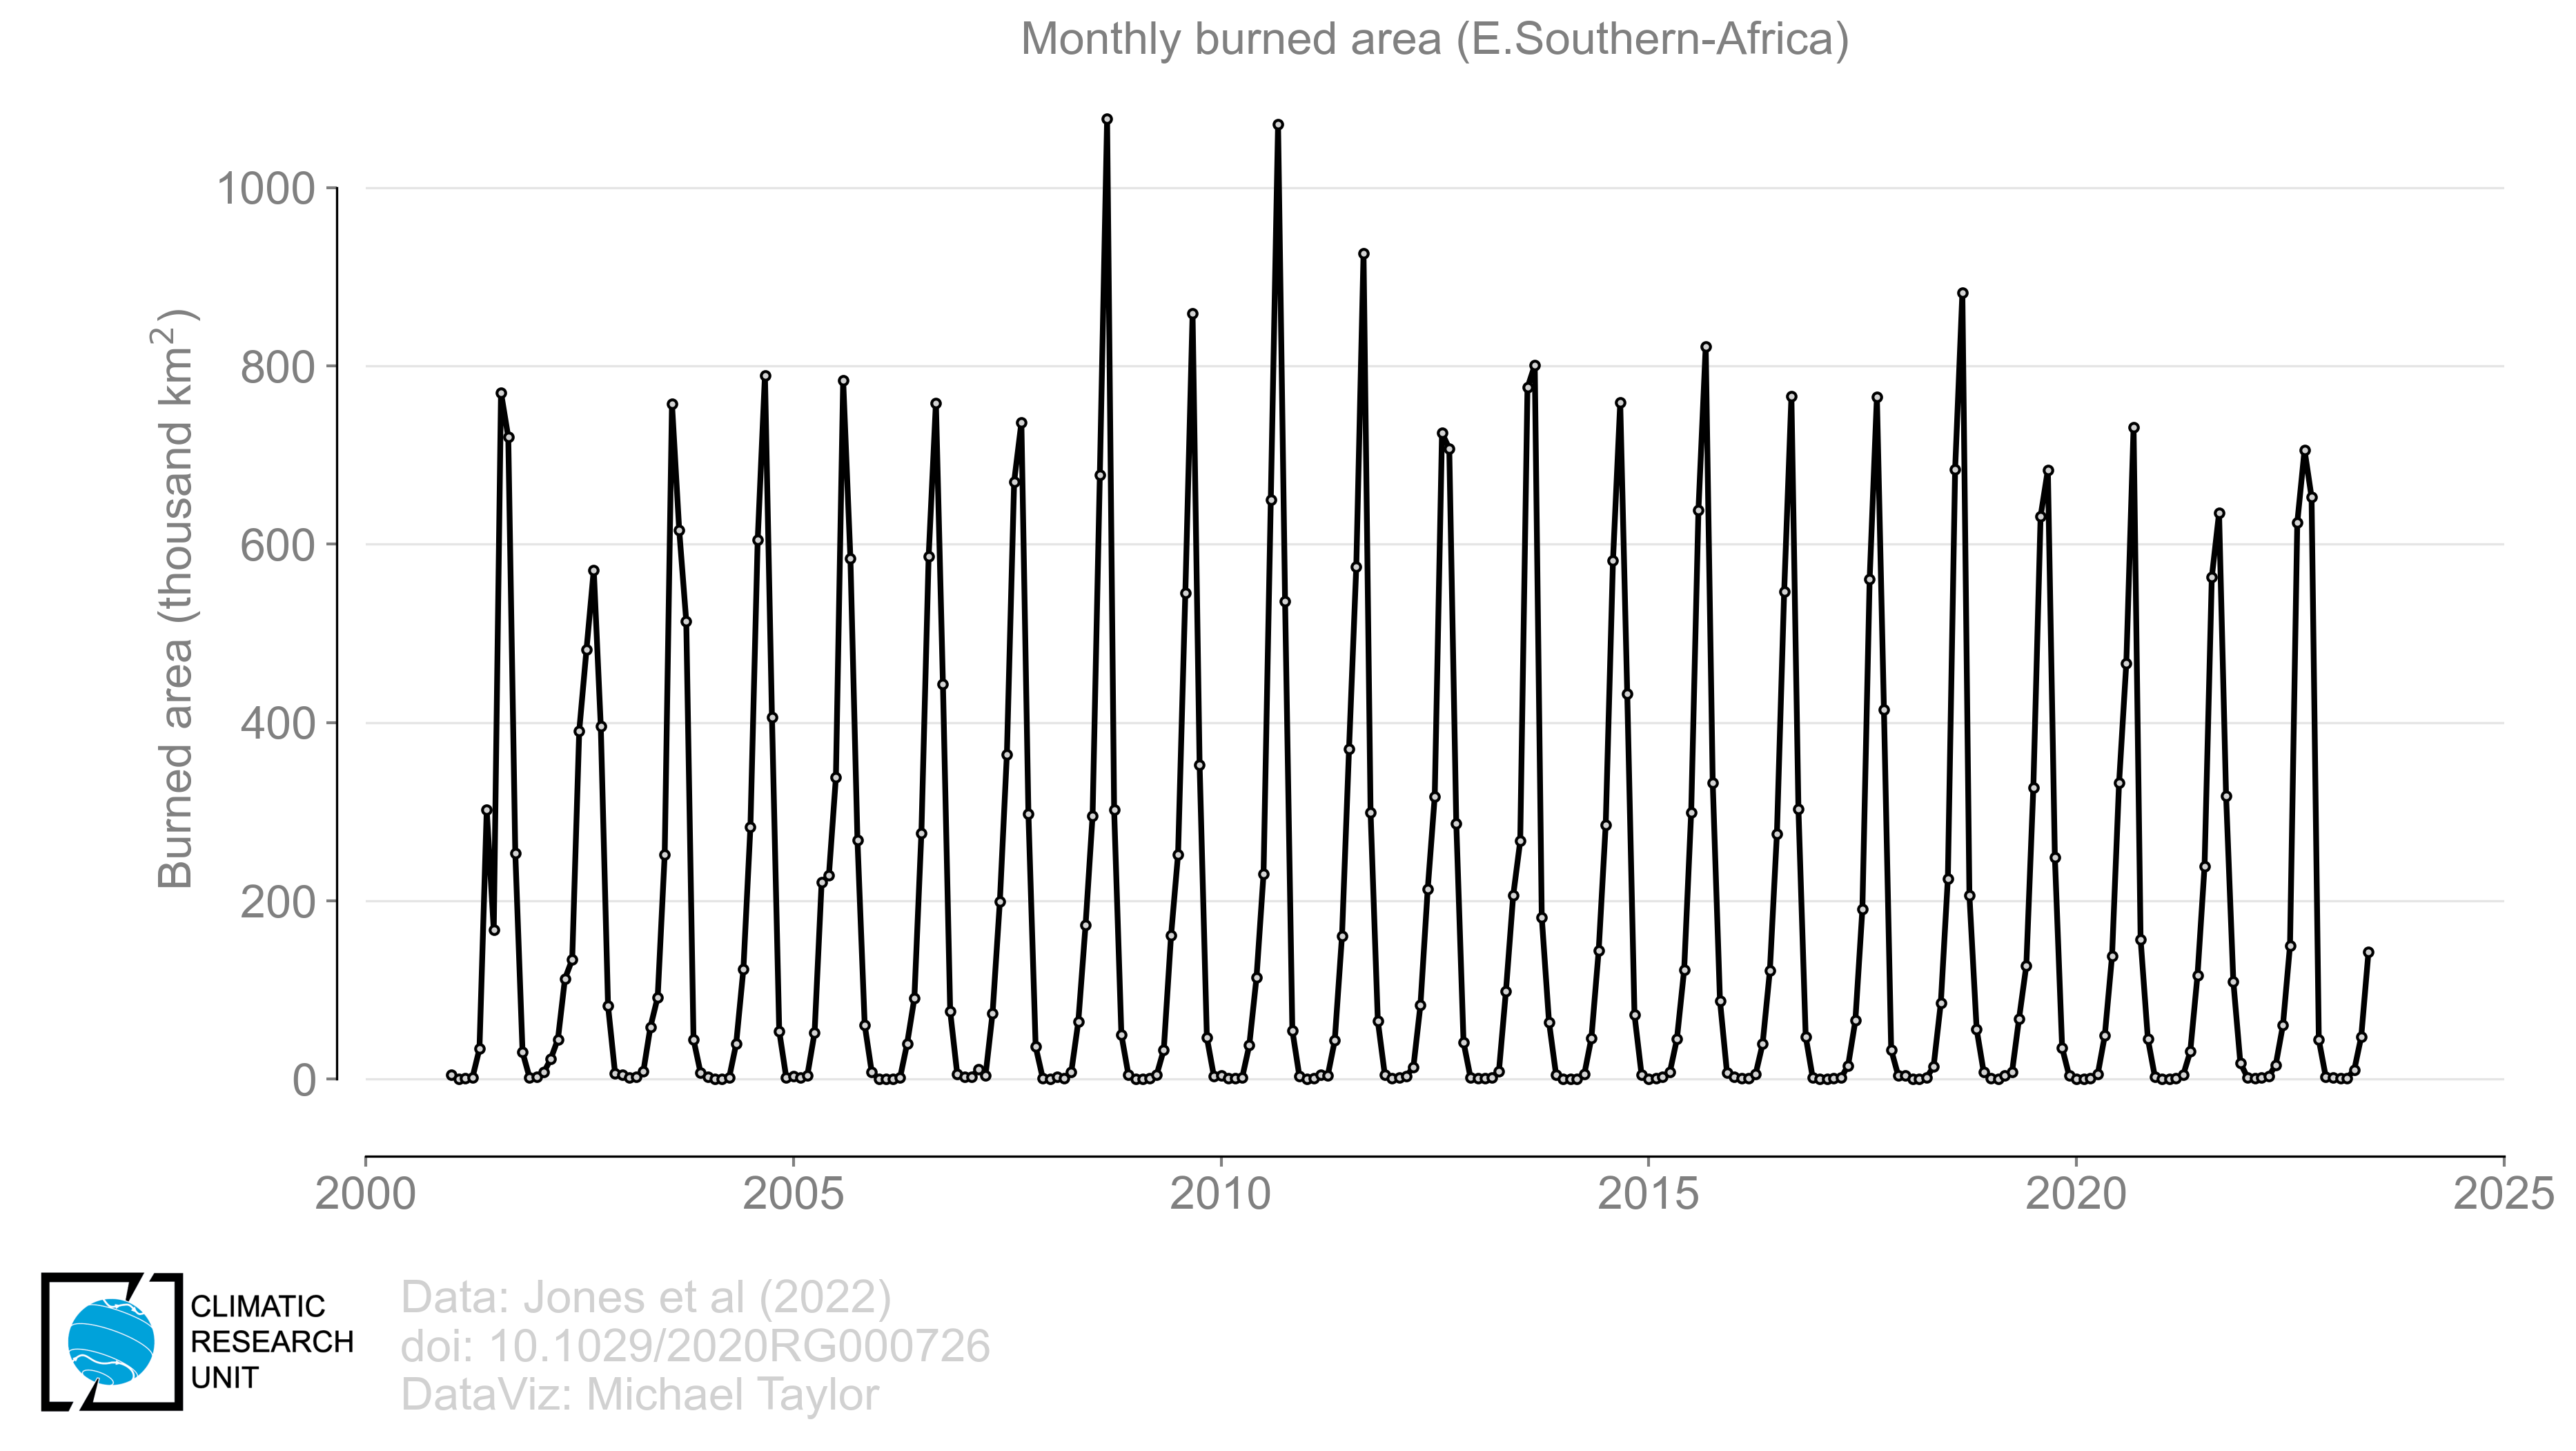 Monthly burned area (E.Southern-Africa)
Burned area (thousand km²)
1000
800
600
400
200
0
2000 2005 2010 2015 2020 2025
CLIMATIC
RESEARCH
UNIT
Data: Jones et al (2022)
doi: 10.1029/2020RG000726
DataViz: Michael Taylor